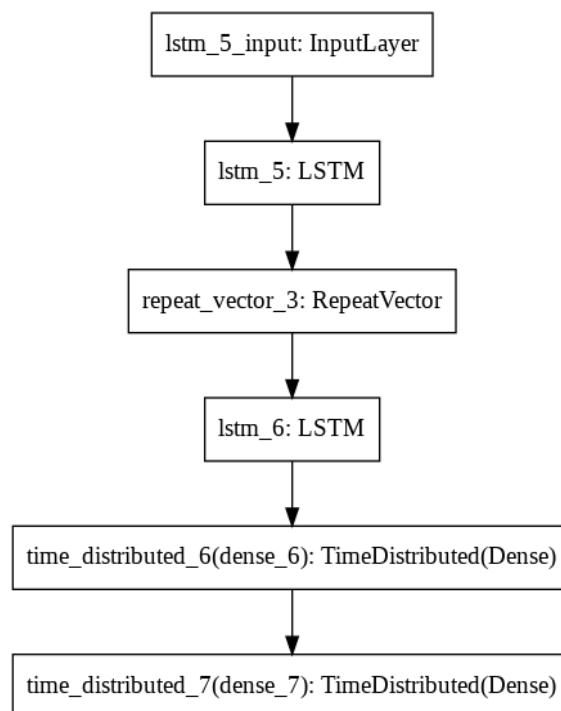 lstm_5_input: InputLayer
lstm_5: LSTM
repeat_vector_3: RepeatVector
lstm_6: LSTM
time_distributed_6(dense_6): TimeDistributed(Dense)
time_distributed_7(dense_7): TimeDistributed(Dense)